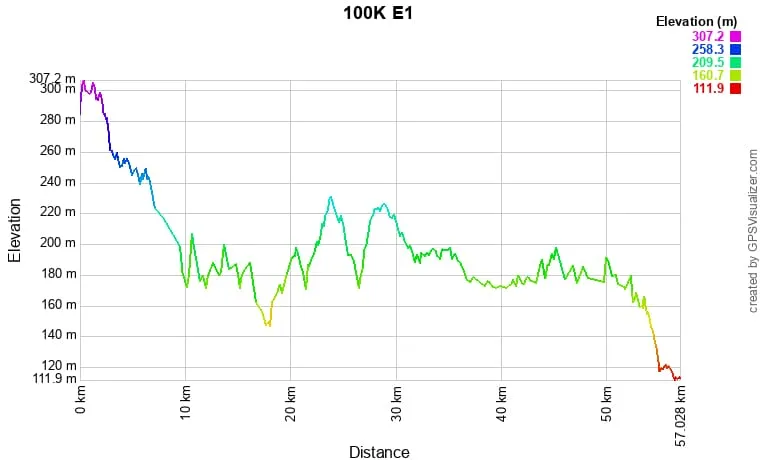 100K E1
Elevation (m)
307.2
258.3
209.5
160.7
111.9
307.2 m
300 m
280 m
260 m
240 m
220 m
200 m
180 m
160 m
140 m
120 m
111.9 m
Elevation
0 km
10 km
20 km
30 km
40 km
50 km
57.028 km
Distance
created by GPSVisualizer.com